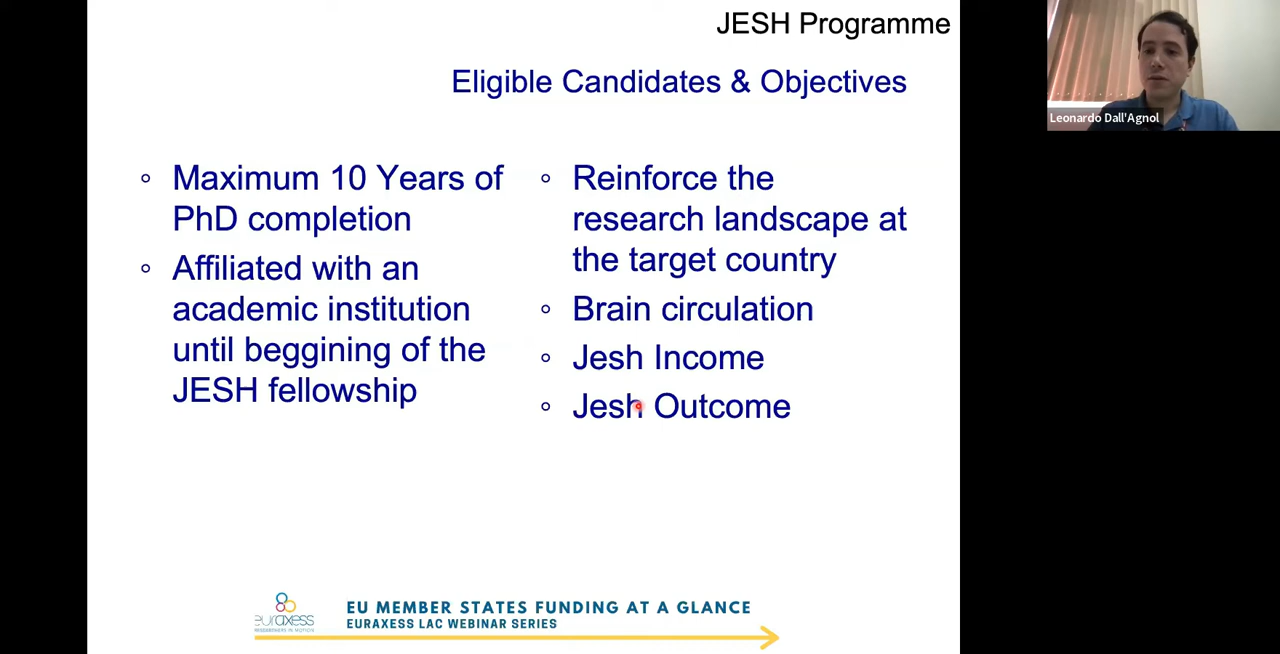 JESH Programme
Eligible Candidates & Objectives
Maximum 10 Years of
PhD completion
Affiliated with an
academic institution
until beggining of the
JESH fellowship
Reinforce the
research landscape at
the target country
Brain circulation
Jesh Income
Jesh Outcome
Leonardo Dall'Agnol
euraxess
RESEARCHERS IN MOTION
EU MEMBER STATES FUNDING AT A GLANCE
EURAXESS LAC WEBINAR SERIES